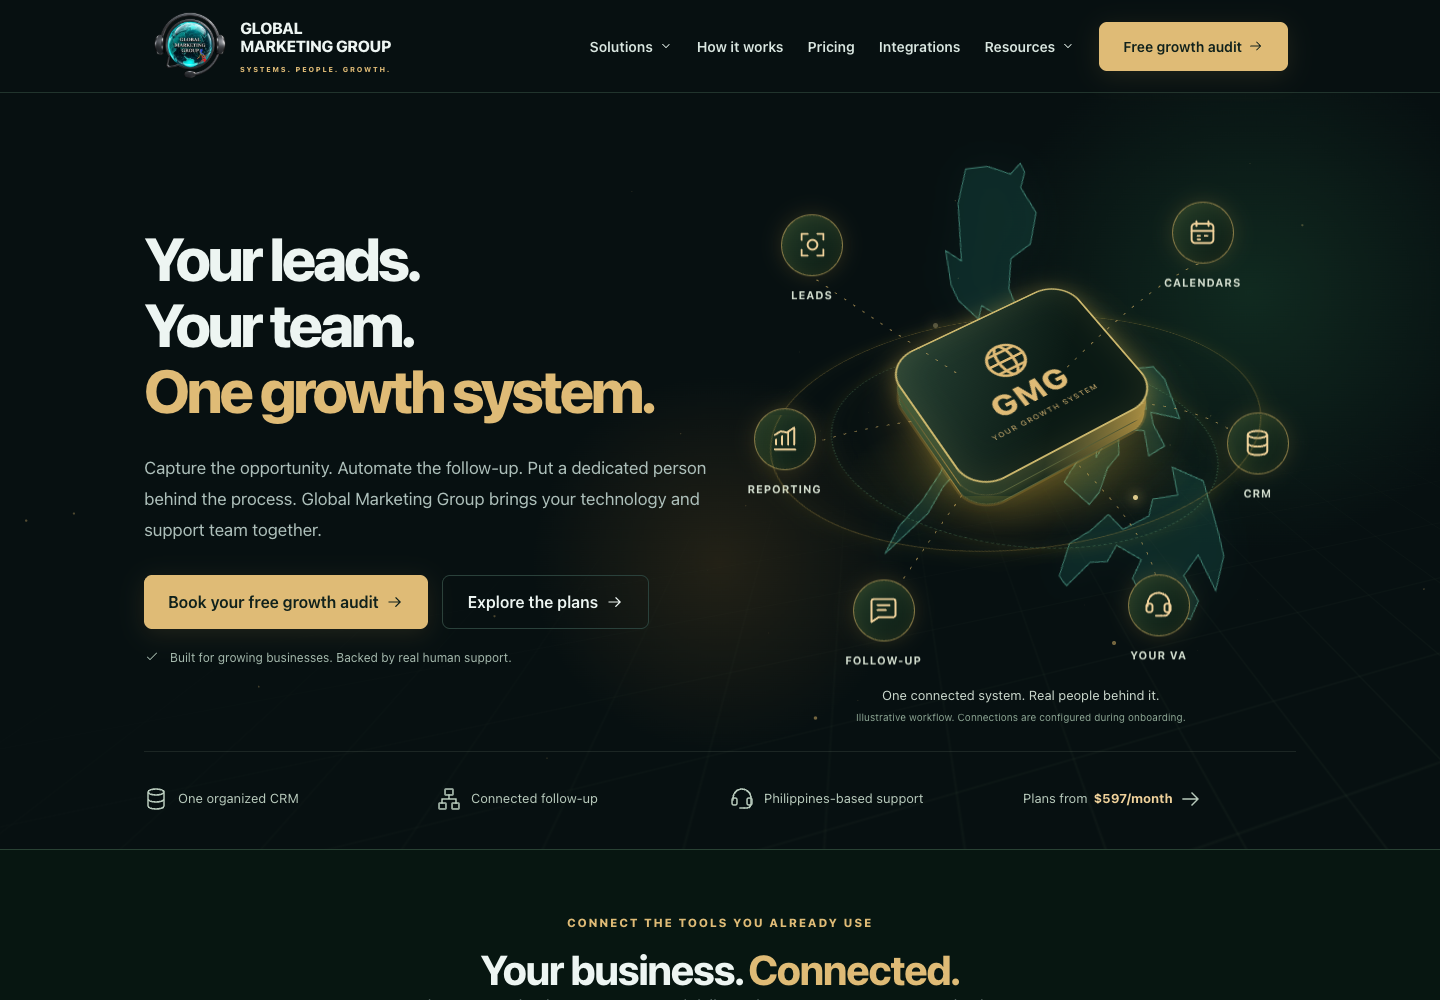 GLOBAL
MARKETING GROUP
GLOBAL
MARKETING
GROUP
SYSTEMS. PEOPLE. GROWTH.
Solutions
How it works
Pricing
Integrations
Resources
Free growth audit
Your leads.
Your team.
One growth system.
Capture the opportunity. Automate the follow-up. Put a dedicated person
behind the process. Global Marketing Group brings your technology and
support team together.
Book your free growth audit
Explore the plans
Built for growing businesses. Backed by real human support.
LEADS
CALENDARS
GMG
YOUR GROWTH SYSTEM
REPORTING
CRM
FOLLOW-UP
YOUR VA
One connected system. Real people behind it.
Illustrative workflow. Connections are configured during onboarding.
One organized CRM
Connected follow-up
Philippines-based support
Plans from $597/month
CONNECT THE TOOLS YOU ALREADY USE
Your business. Connected.